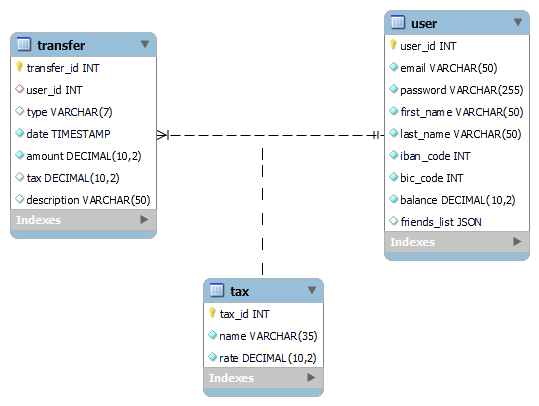 transfer
transfer_id INT
user_id INT
type VARCHAR(7)
date TIMESTAMP
amount DECIMAL(10,2)
tax DECIMAL(10,2)
description VARCHAR(50)
Indexes
user
user_id INT
email VARCHAR(50)
password VARCHAR(255)
first_name VARCHAR(50)
last_name VARCHAR(50)
iban_code INT
bic_code INT
balance DECIMAL(10,2)
friends_list JSON
Indexes
tax
tax_id INT
name VARCHAR(35)
rate DECIMAL(10,2)
Indexes